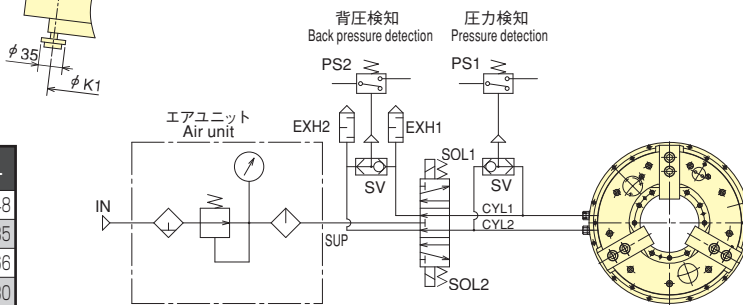 φ35
φK1
背圧検知
Back pressure detection
圧力検知
Pressure detection
PS2
PS1
エアユニット
Air unit
EXH2
EXH1
SOL1
SV
SV
IN
CYL1
CYL2
SUP
SOL2